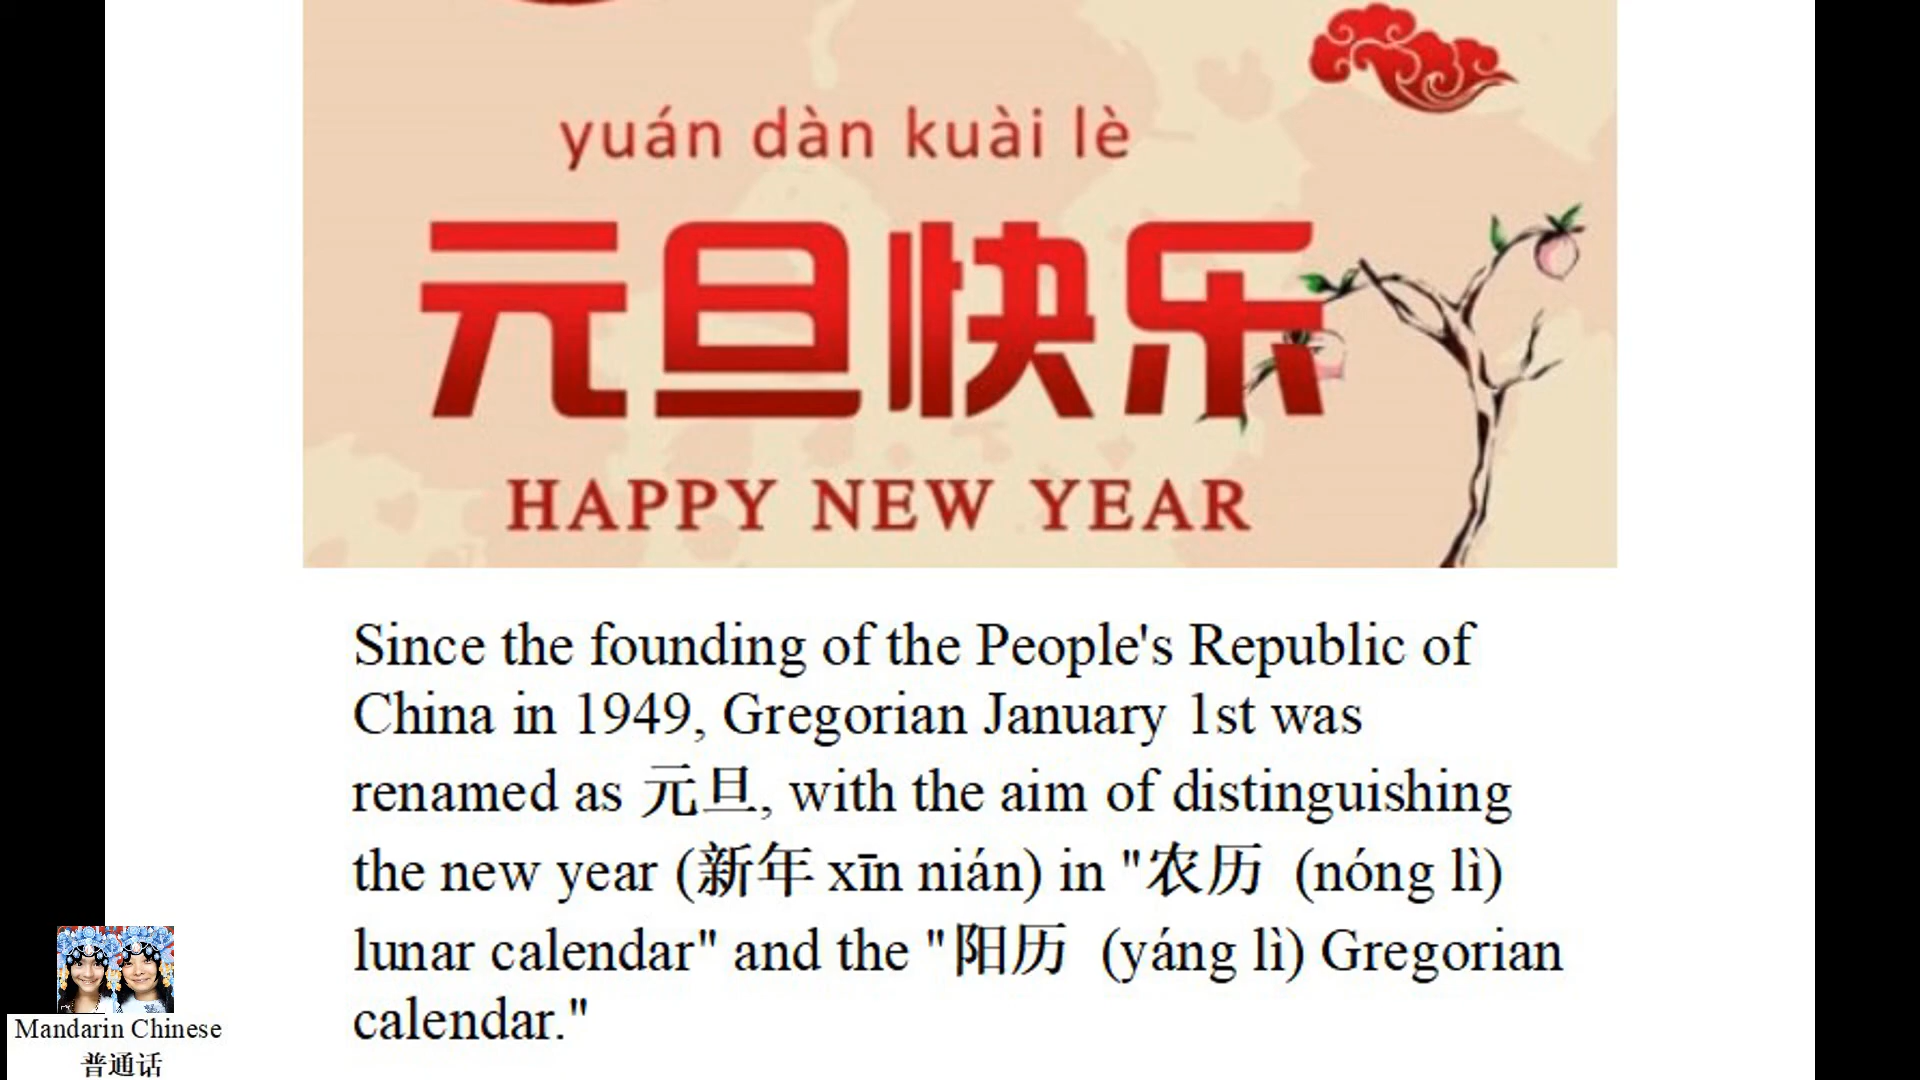 yuán dàn kuài lè
元旦快乐
HAPPY NEW YEAR
Since the founding of the People's Republic of
China in 1949, Gregorian January 1st was
renamed as 元旦, with the aim of distinguishing
the new year (新年 xīn nián) in "农历 (nóng lì)
lunar calendar" and the "阳历 (yáng lì) Gregorian
calendar."
Mandarin Chinese
普通话